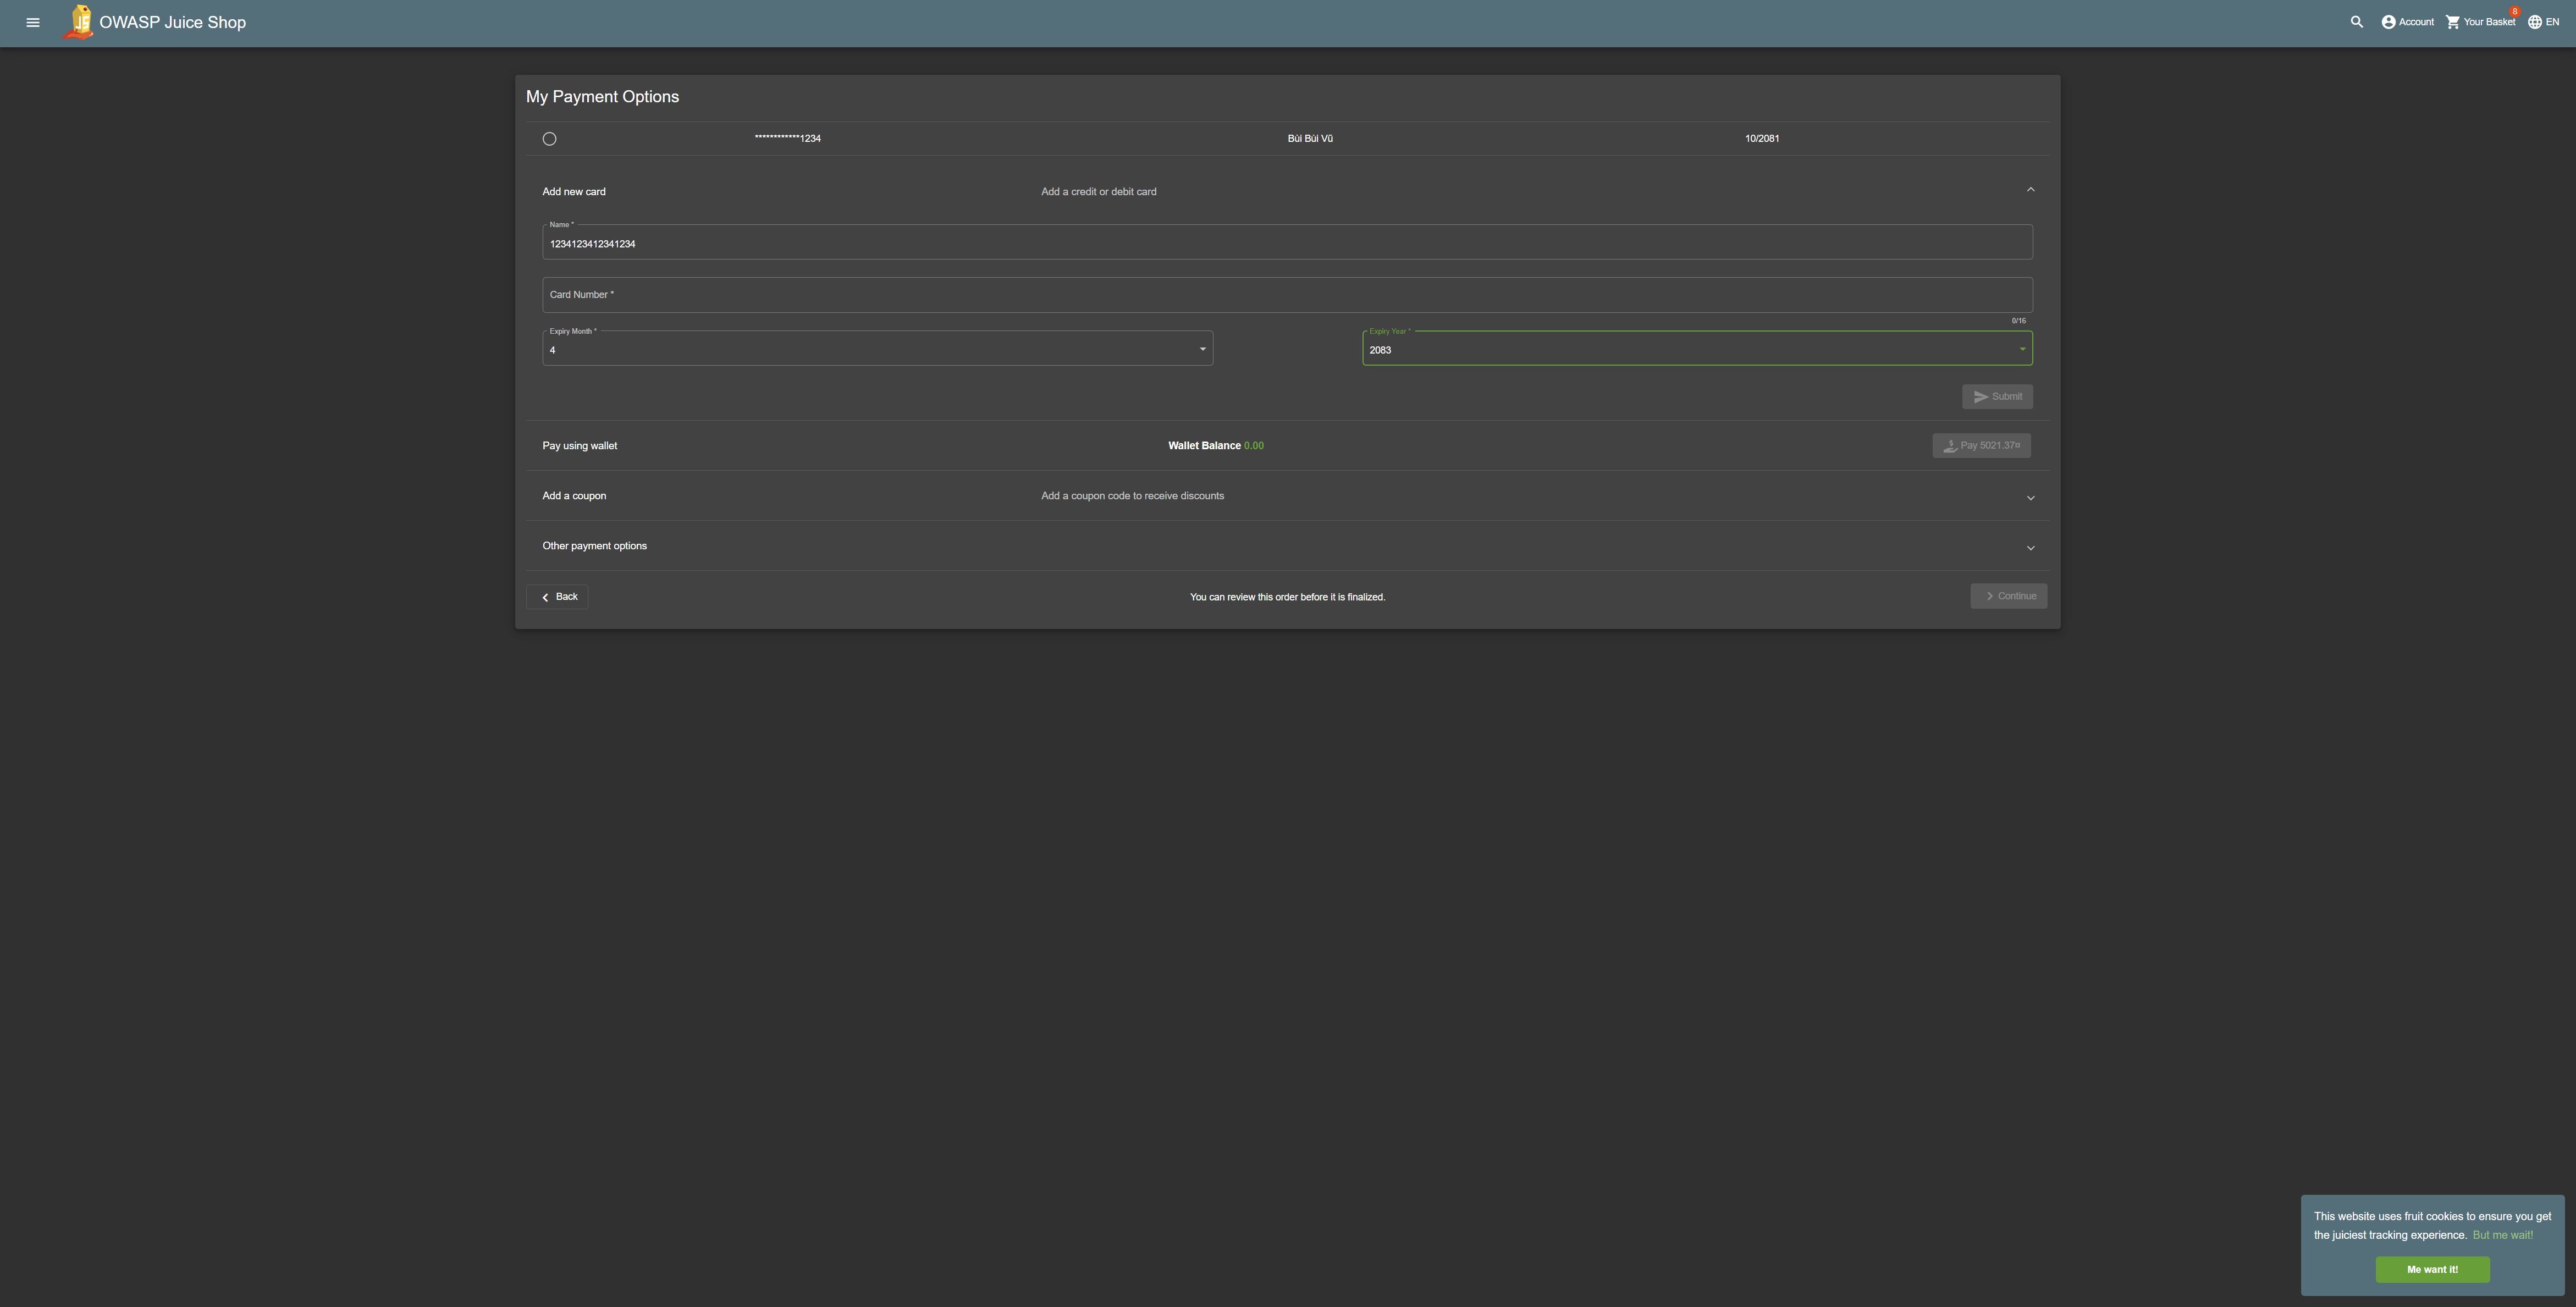 OWASP Juice Shop
Account
Your Basket
8
EN
My Payment Options
************1234 Bùi Bùi Vũ 10/2081
Add new card Add a credit or debit card
Name *
1234123412341234
Card Number *
0/16
Expiry Month * Expiry Year *
4 2083
Submit
Pay using wallet Wallet Balance 0.00 Pay 5021.37¤
Add a coupon Add a coupon code to receive discounts
Other payment options
Back You can review this order before it is finalized. Continue
This website uses fruit cookies to ensure you get
the juiciest tracking experience. But me wait!
Me want it!